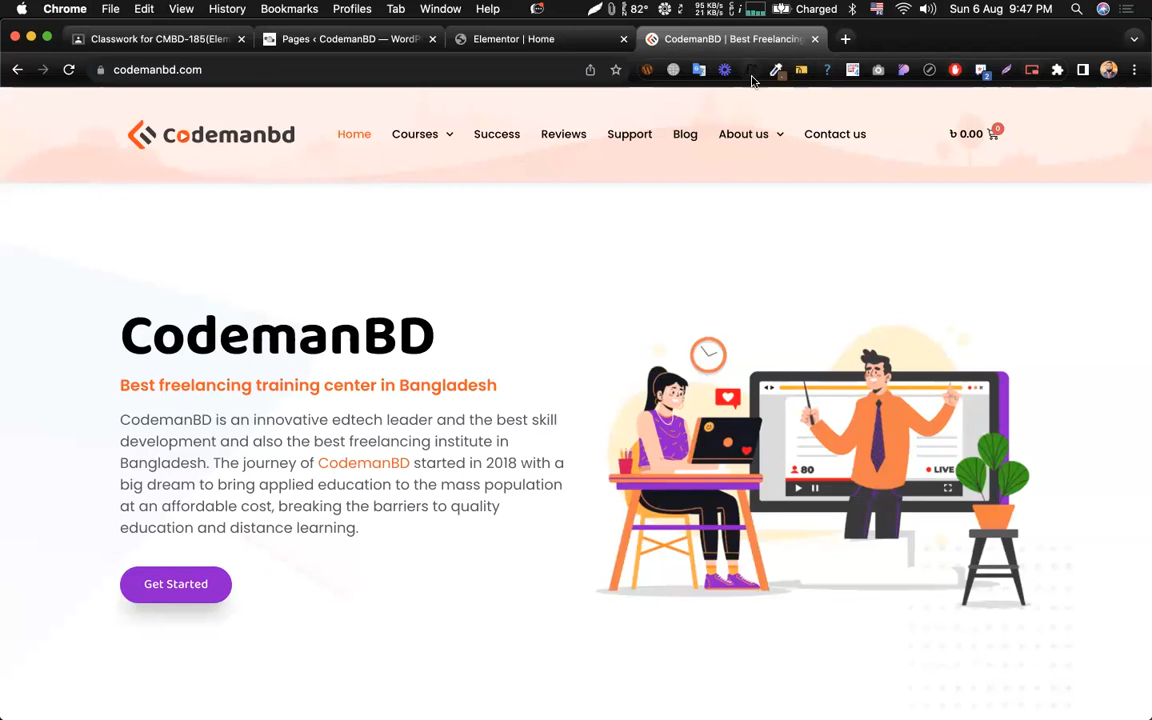 Chrome File Edit View History Bookmarks Profiles Tab Window Help 82° 95 KB/s 21 KB/s Charged Sun 6 Aug 9:47 PM
Classwork for CMBD-185(Elem Pages ‹ CodemanBD — WordP Elementor | Home CodemanBD | Best Freelancing
codemanbd.com
Codemanbd Home Courses Success Reviews Support Blog About us Contact us ৳ 0.00 0
CodemanBD
Best freelancing training center in Bangladesh
CodemanBD is an innovative edtech leader and the best skill
development and also the best freelancing institute in
Bangladesh. The journey of CodemanBD started in 2018 with a
big dream to bring applied education to the mass population
at an affordable cost, breaking the barriers to quality
education and distance learning.
Get Started
80 LIVE